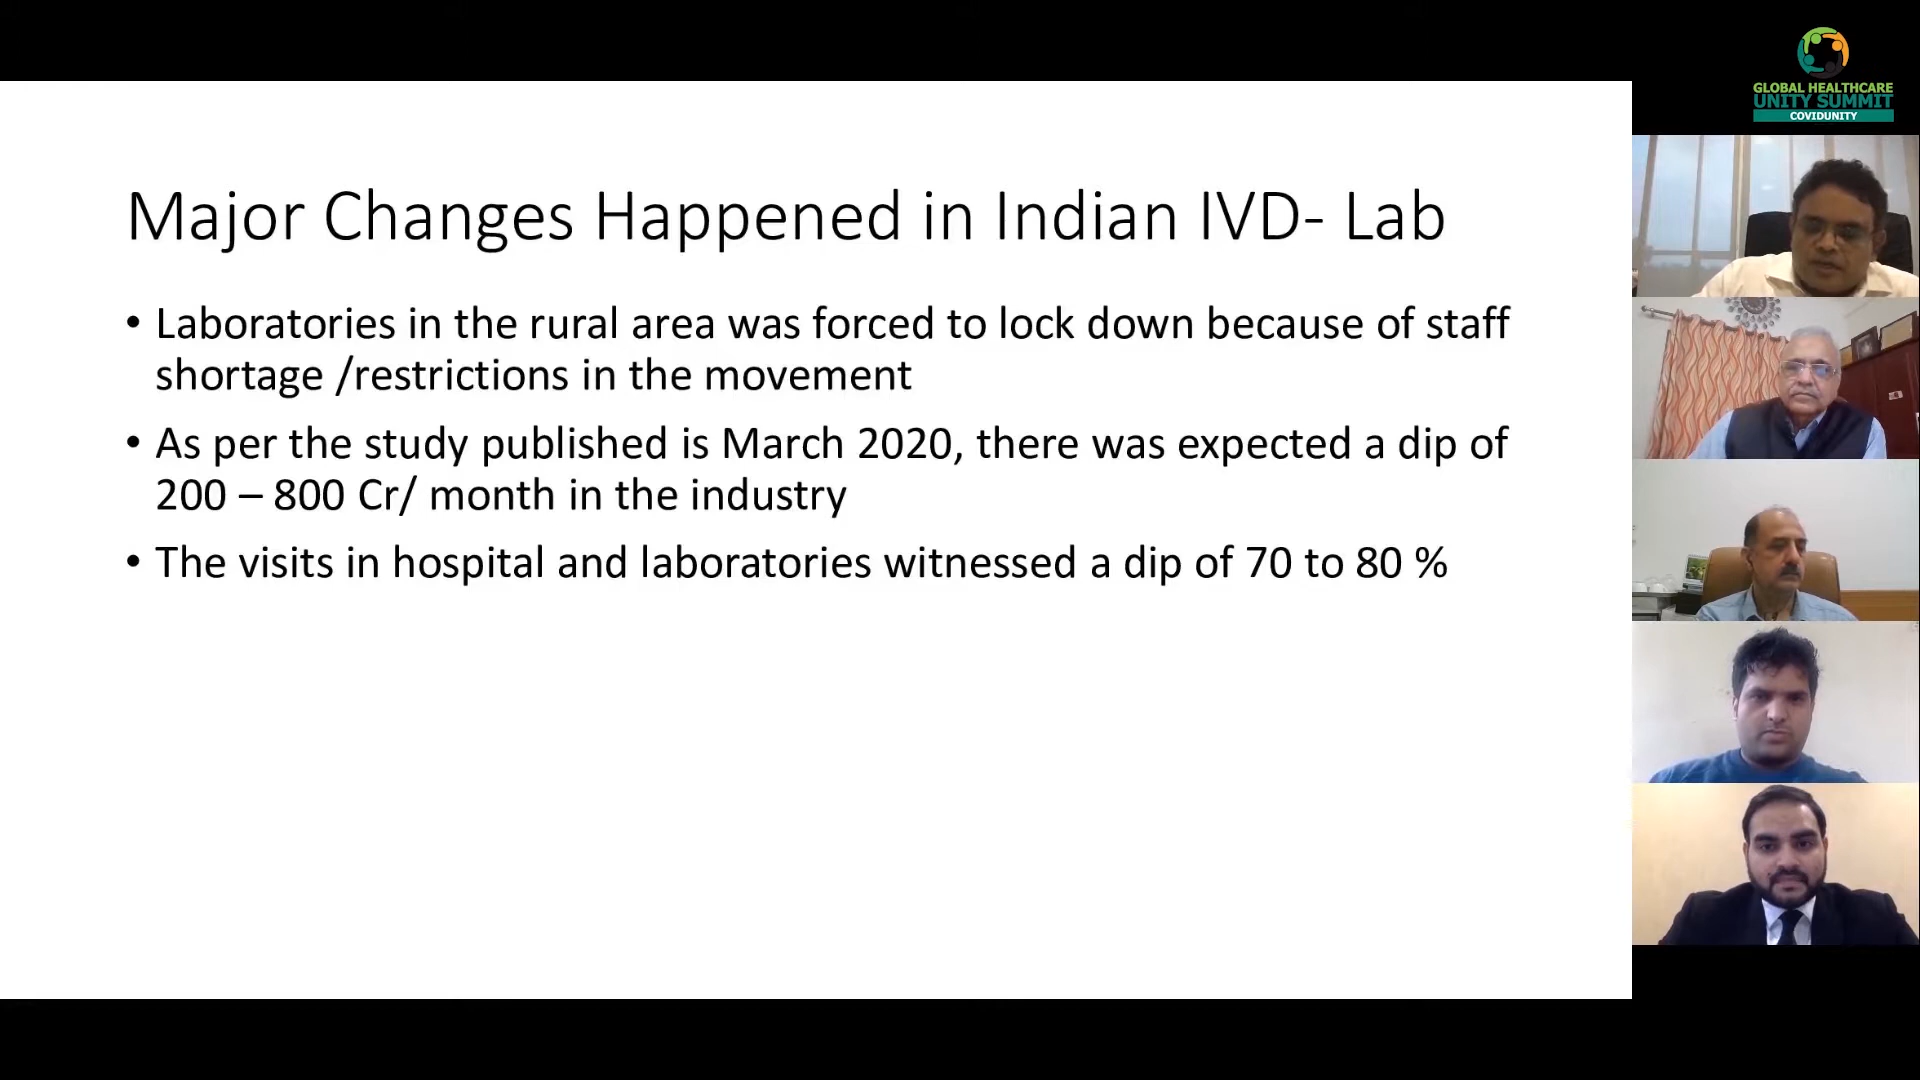 GLOBAL HEALTHCARE
UNITY SUMMIT
COVIDUNITY
Major Changes Happened in Indian IVD- Lab
• Laboratories in the rural area was forced to lock down because of staff
shortage /restrictions in the movement
• As per the study published is March 2020, there was expected a dip of
200 – 800 Cr/ month in the industry
• The visits in hospital and laboratories witnessed a dip of 70 to 80 %